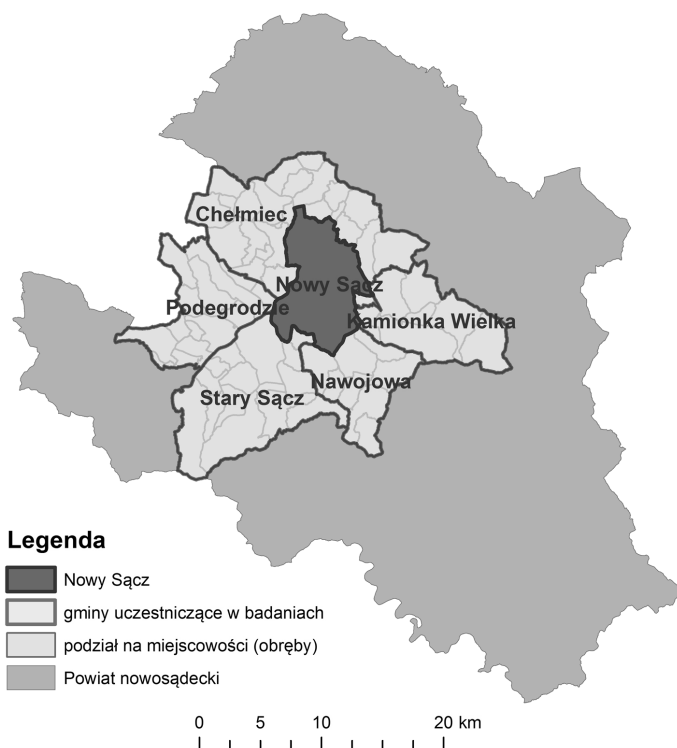 Chełmiec
Nowy Sącz
Podegrodzie
Kamionka Wielka
Nawojowa
Stary Sącz
Legenda
Nowy Sącz
gminy uczestniczące w badaniach
podział na miejscowości (obręby)
Powiat nowosądecki
0 5 10 20 km